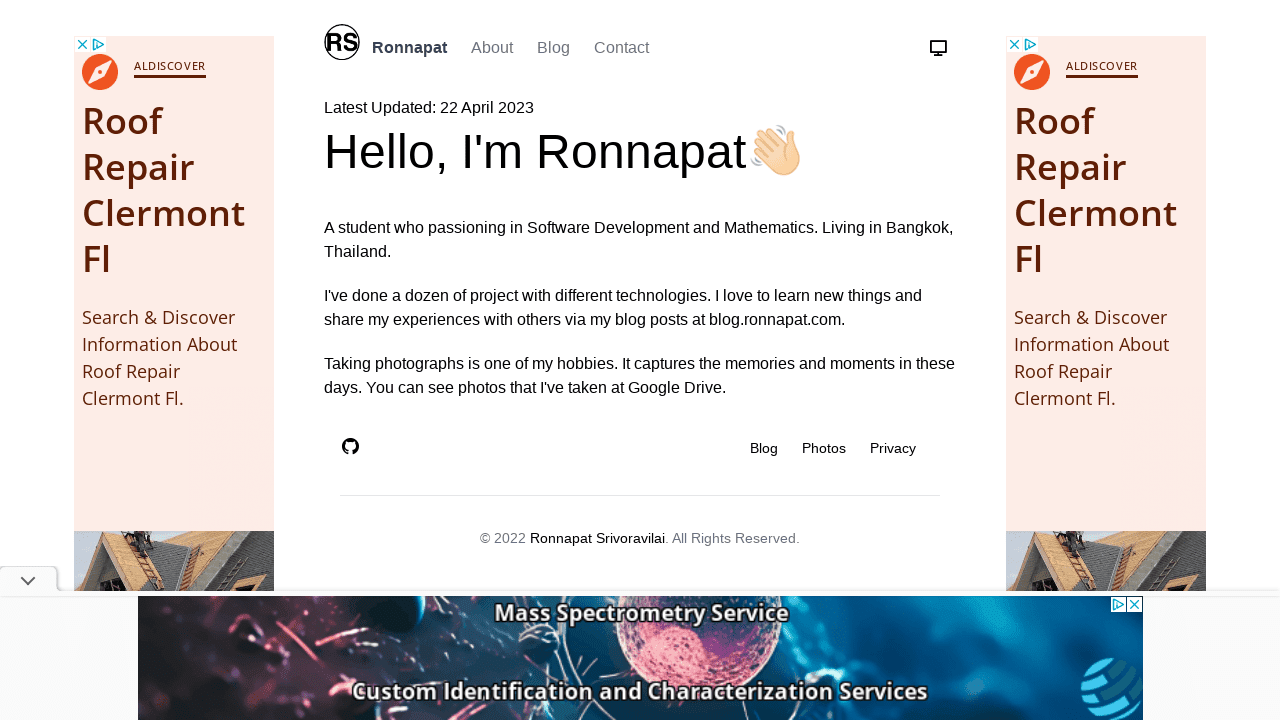 RS
Ronnapat
About
Blog
Contact
Latest Updated: 22 April 2023
Hello, I'm Ronnapat👋🏻
A student who passioning in Software Development and Mathematics. Living in Bangkok,
Thailand.
I've done a dozen of project with different technologies. I love to learn new things and
share my experiences with others via my blog posts at blog.ronnapat.com.
Taking photographs is one of my hobbies. It captures the memories and moments in these
days. You can see photos that I've taken at Google Drive.
Blog
Photos
Privacy
© 2022 Ronnapat Srivoravilai. All Rights Reserved.
ALDISCOVER
Roof
Repair
Clermont
Fl
Search & Discover
Information About
Roof Repair
Clermont Fl.
ALDISCOVER
Roof
Repair
Clermont
Fl
Search & Discover
Information About
Roof Repair
Clermont Fl.
Mass Spectrometry Service
Custom Identification and Characterization Services